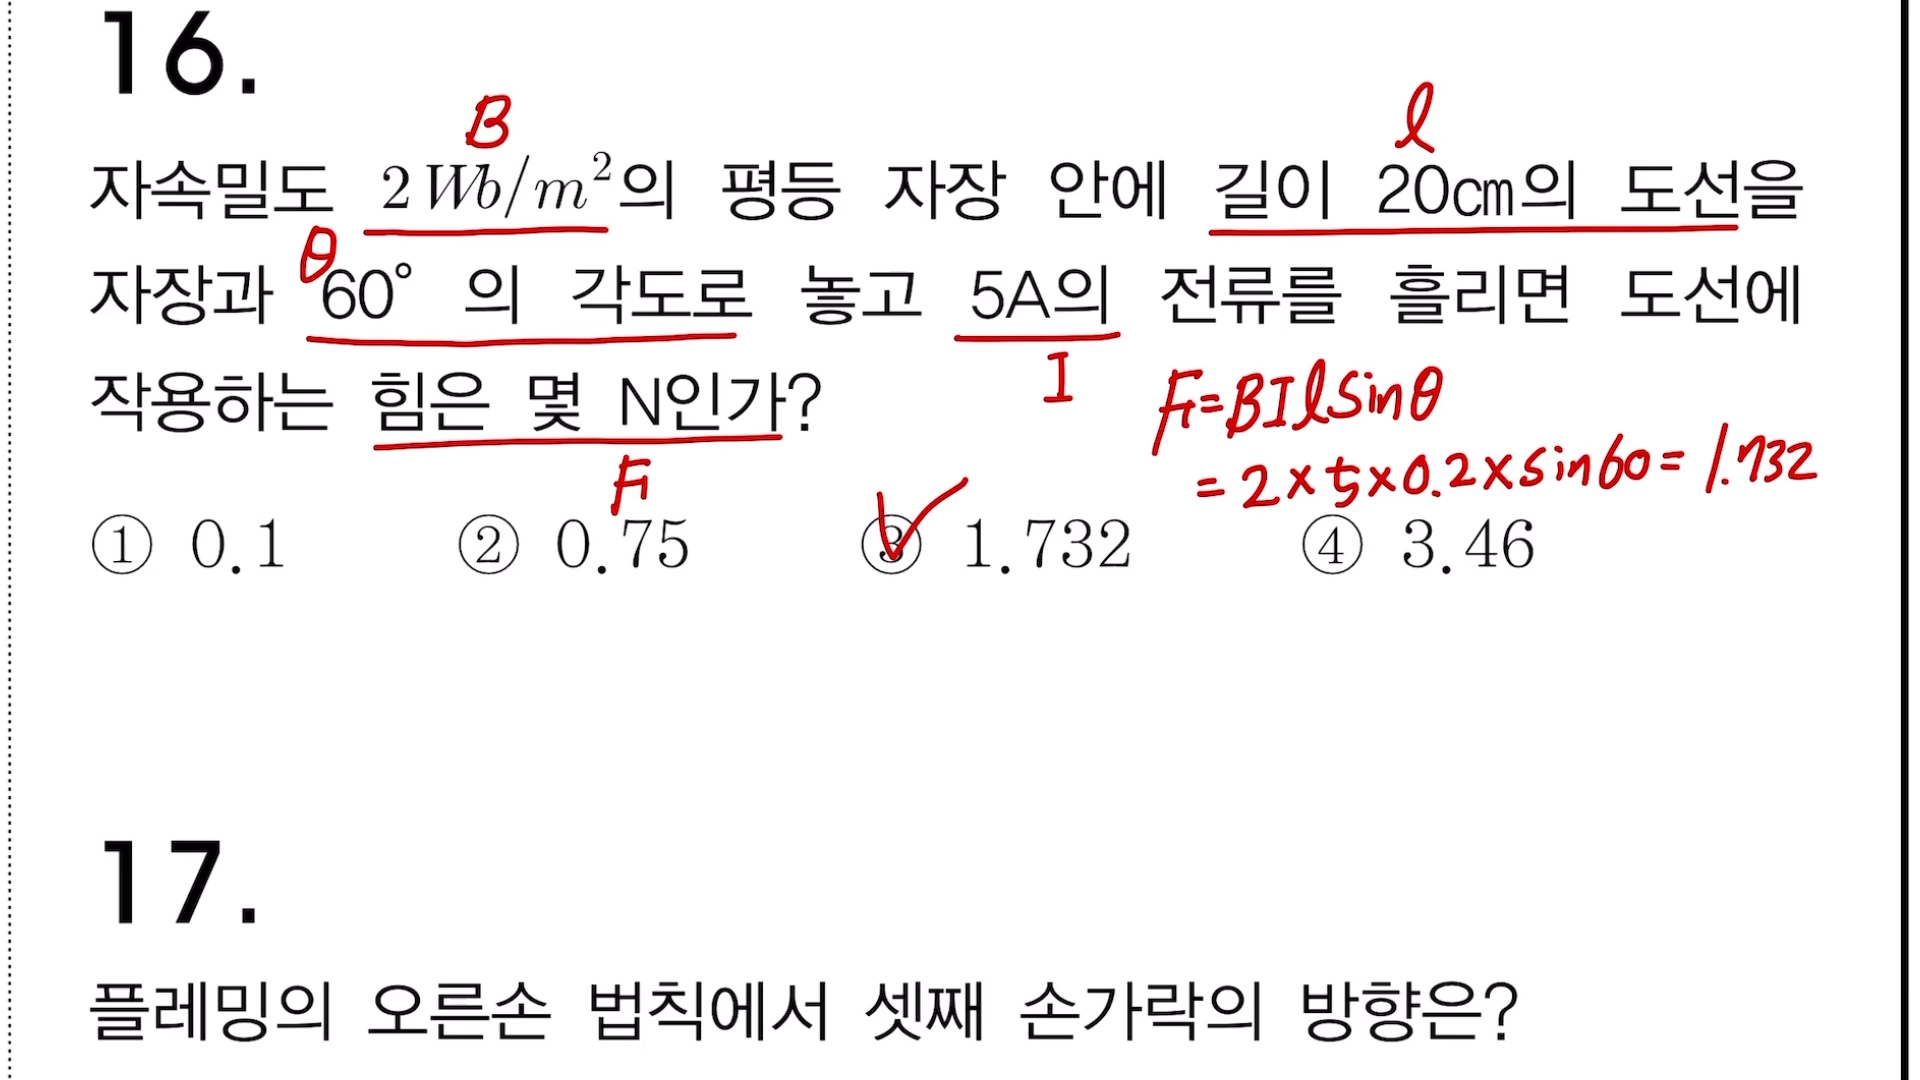 16.
B
l
자속밀도 2Wb/m²의 평등 자장 안에 길이 20㎝의 도선을
θ
자장과 60° 의 각도로 놓고 5A의 전류를 흘리면 도선에
I
작용하는 힘은 몇 N인가?
F=BIlsinθ
=2×5×0.2×sin60=1.732
F
① 0.1 ② 0.75 ③ 1.732 ④ 3.46
17.
플레밍의 오른손 법칙에서 셋째 손가락의 방향은?